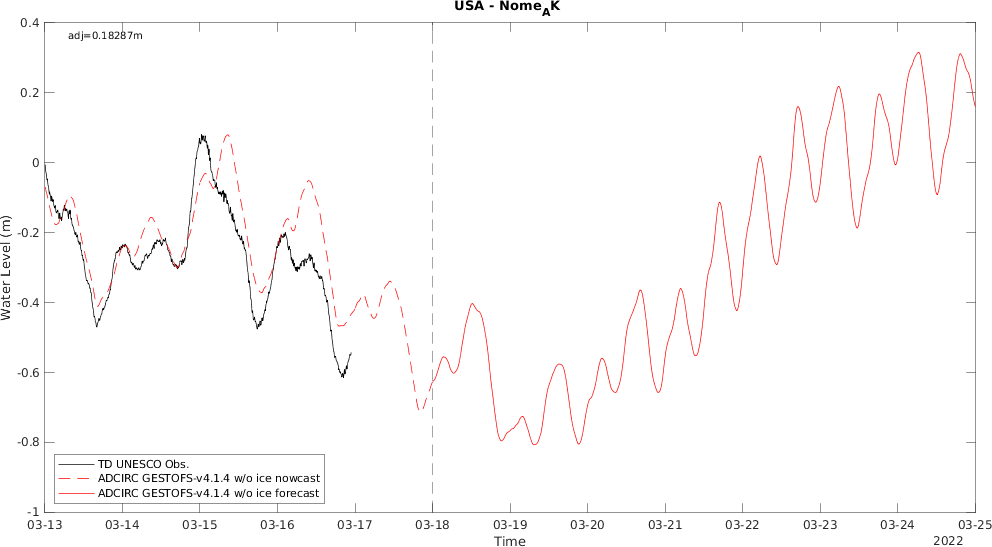 USA - Nome_AK
adj=0.18287m
0.4
0.2
0
-0.2
-0.4
-0.6
-0.8
-1
Water Level (m)
TD UNESCO Obs.
ADCIRC GESTOFS-v4.1.4 w/o ice nowcast
ADCIRC GESTOFS-v4.1.4 w/o ice forecast
03-13 03-14 03-15 03-16 03-17 03-18 03-19 03-20 03-21 03-22 03-23 03-24 03-25
Time
2022